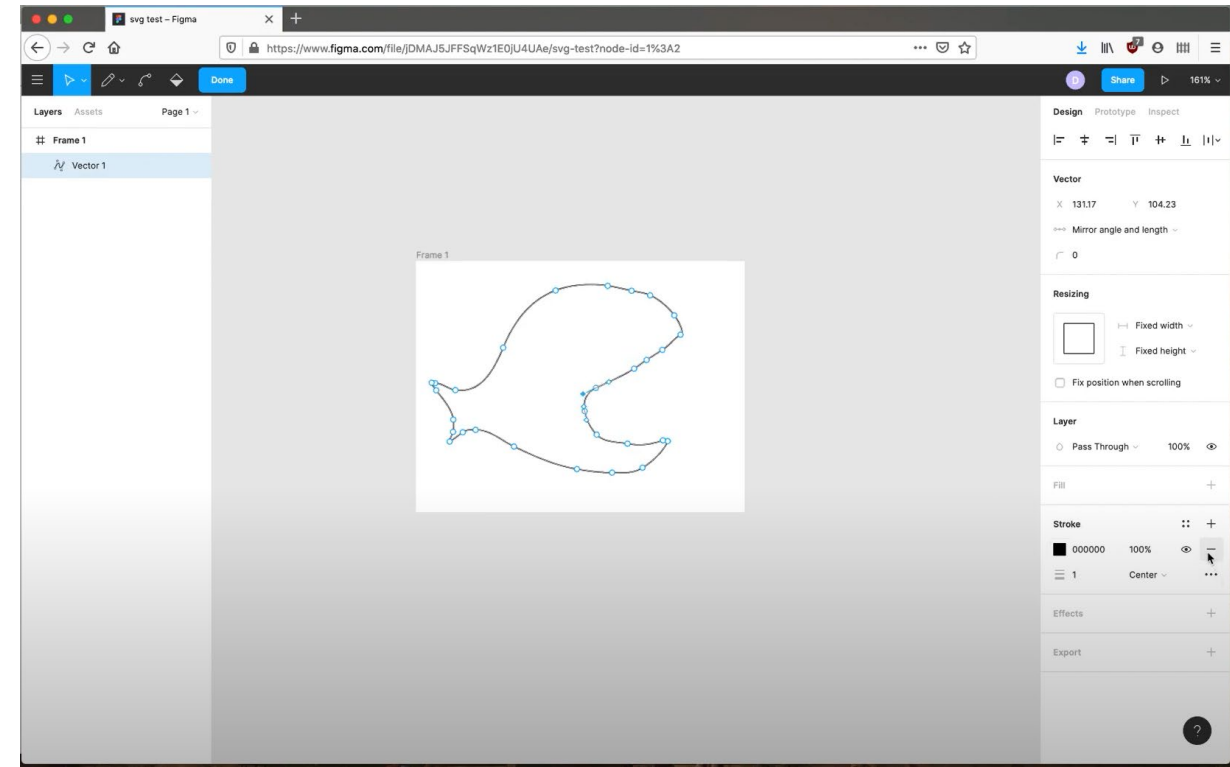 svg test – Figma
https://www.figma.com/file/jDMAJ5JFFSqWz1E0jU4UAe/svg-test?node-id=1%3A2
7
Done
D
Share
161%
Layers Assets Page 1
Frame 1
Vector 1
Frame 1
Design Prototype Inspect
Vector
X 131.17 Y 104.23
Mirror angle and length
0
Resizing
Fixed width
Fixed height
Fix position when scrolling
Layer
Pass Through 100%
Fill
Stroke
000000 100%
1 Center
Effects
Export
?